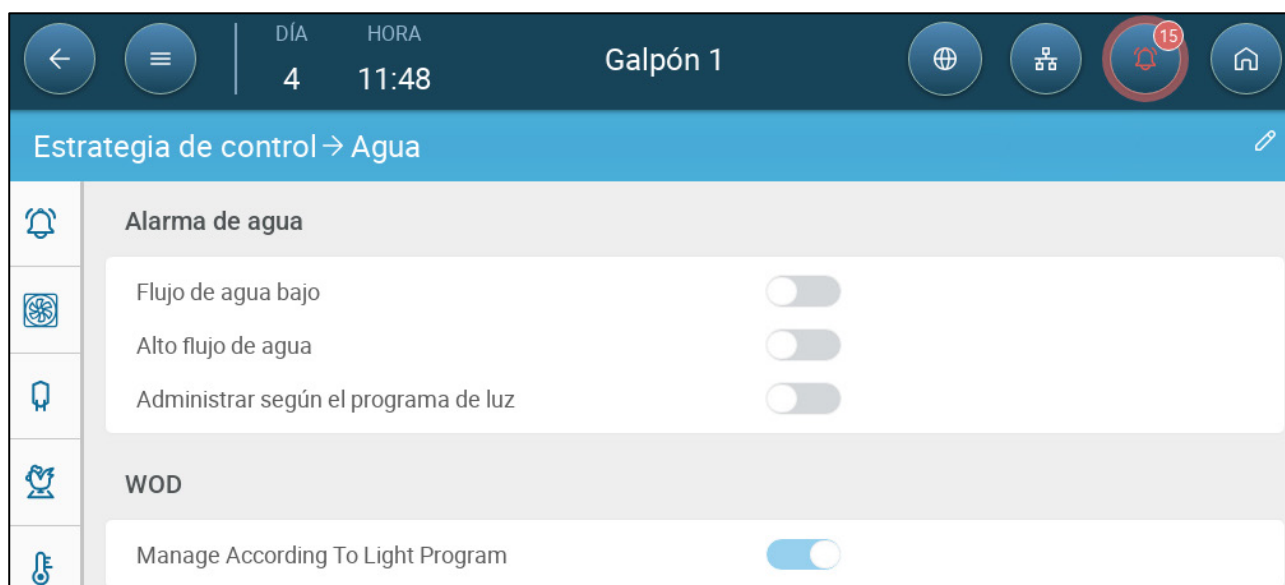 DÍA
HORA
4
11:48
Galpón 1
15
Estrategia de control → Agua
Alarma de agua
Flujo de agua bajo
Alto flujo de agua
Administrar según el programa de luz
WOD
Manage According To Light Program